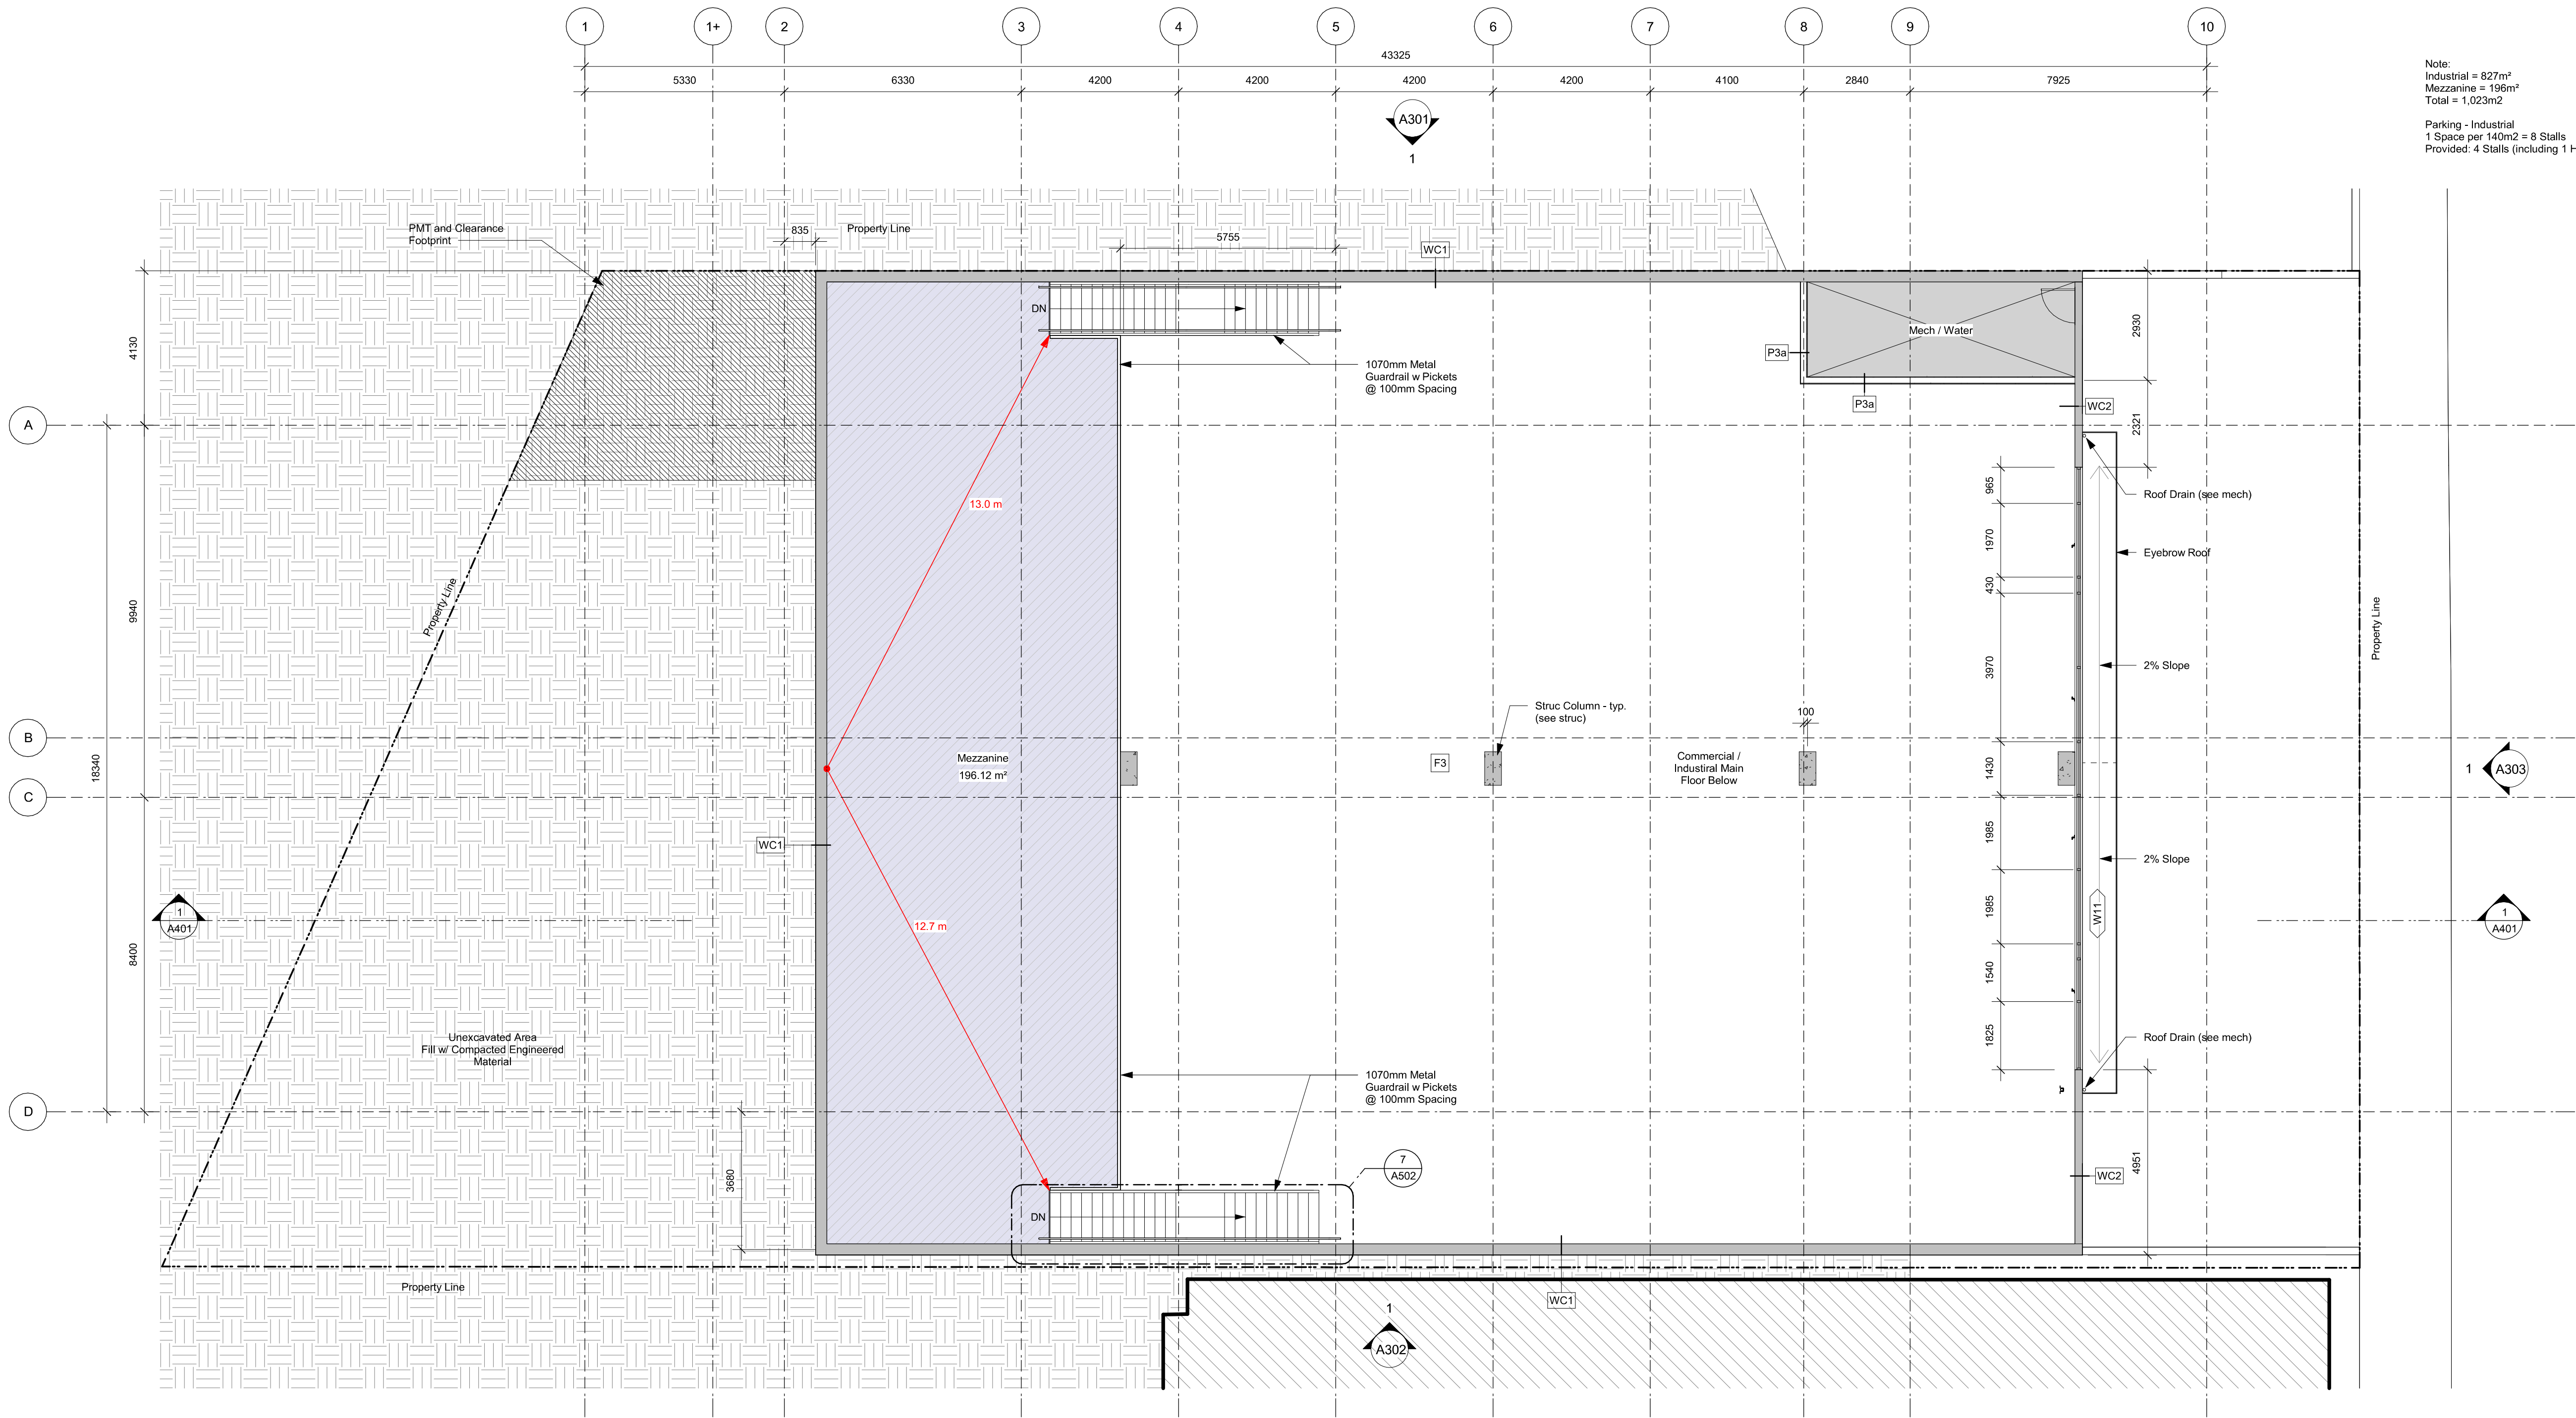 1
1+
2
3
4
5
6
7
8
9
10
43325
5330
6330
4200
4200
4200
4200
4100
2840
7925
Note:
Industrial = 827m²
Mezzanine = 196m²
Total = 1,023m2
Parking - Industrial
1 Space per 140m2 = 8 Stalls
Provided: 4 Stalls (including 1 H
A301
1
PMT and Clearance
Footprint
835
Property Line
5755
WC1
DN
Mech / Water
2930
4130
P3a
P3a
1070mm Metal
Guardrail w Pickets
@ 100mm Spacing
A
WC2
2321
965
Roof Drain (see mech)
13.0 m
1970
Eyebrow Roof
430
9940
Property Line
Property Line
3970
2% Slope
Struc Column - typ.
(see struc)
100
B
Mezzanine
196.12 m²
F3
Commercial /
Industiral Main
Floor Below
1430
1
A303
18340
C
WC1
1985
2% Slope
1
A401
12.7 m
1985
W11
1
A401
8400
1540
Unexcavated Area
Fill w/ Compacted Engineered
Material
1825
Roof Drain (see mech)
1070mm Metal
Guardrail w Pickets
@ 100mm Spacing
D
3680
7
A502
4951
WC2
DN
Property Line
WC1
1
A302